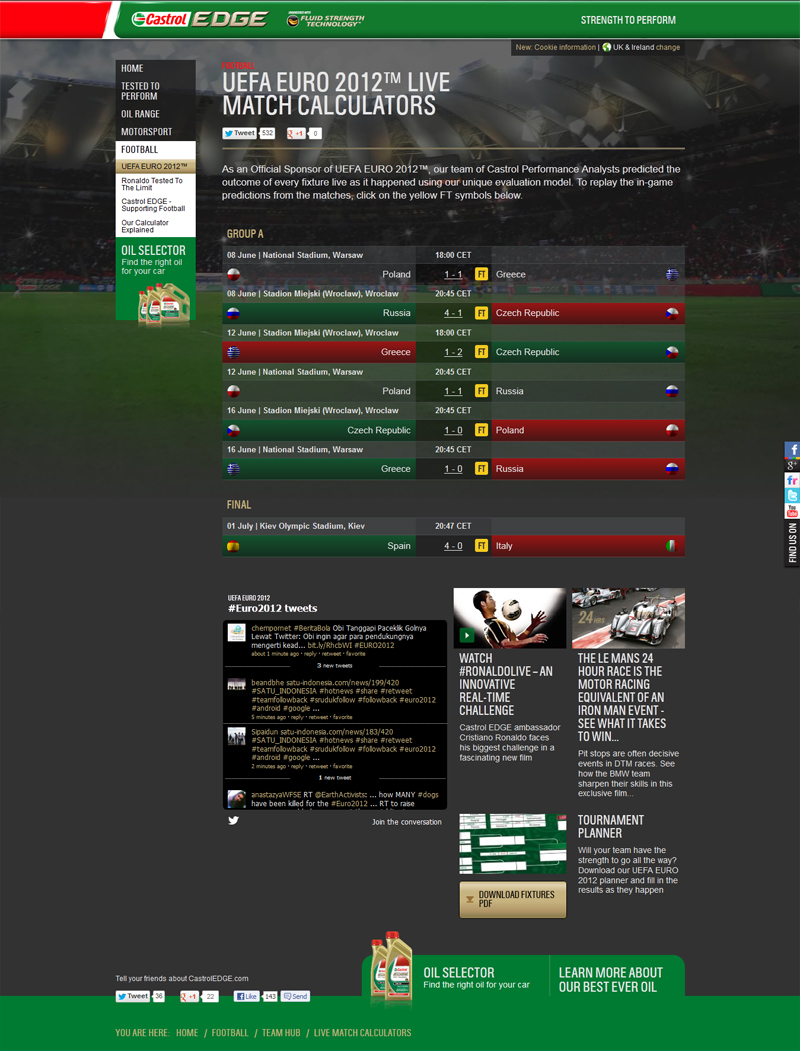 Castrol EDGE
ENGINEERED WITH
FLUID STRENGTH
TECHNOLOGY™
STRENGTH TO PERFORM
New: Cookie information | UK & Ireland change
HOME
TESTED TO
PERFORM
OIL RANGE
MOTORSPORT
FOOTBALL
UEFA EURO 2012™
Ronaldo Tested To
The Limit
Castrol EDGE -
Supporting Football
Our Calculator
Explained
OIL SELECTOR
Find the right oil
for your car
FOOTBALL
UEFA EURO 2012™ LIVE
MATCH CALCULATORS
Tweet 532 +1 0
As an Official Sponsor of UEFA EURO 2012™, our team of Castrol Performance Analysts predicted the
outcome of every fixture live as it happened using our unique evaluation model. To replay the in-game
predictions from the matches, click on the yellow FT symbols below.
GROUP A
08 June | National Stadium, Warsaw 18:00 CET
Poland 1 - 1 FT Greece
08 June | Stadion Miejski (Wroclaw), Wroclaw 20:45 CET
Russia 4 - 1 FT Czech Republic
12 June | Stadion Miejski (Wroclaw), Wroclaw 18:00 CET
Greece 1 - 2 FT Czech Republic
12 June | National Stadium, Warsaw 20:45 CET
Poland 1 - 1 FT Russia
16 June | Stadion Miejski (Wroclaw), Wroclaw 20:45 CET
Czech Republic 1 - 0 FT Poland
16 June | National Stadium, Warsaw 20:45 CET
Greece 1 - 0 FT Russia
FINAL
01 July | Kiev Olympic Stadium, Kiev 20:47 CET
Spain 4 - 0 FT Italy
You Tube
FIND US ON
UEFA EURO 2012
#Euro2012 tweets
chempornet #BeritaBola Obi Tanggapi Paceklik Golnya
Lewat Twitter: Obi ingin agar para pendukungnya
mengerti kead... bit.ly/RhcbWI #EURO2012
about 1 minute ago · reply · retweet · favorite
3 new tweets
beandbhe satu-indonesia.com/news/199/420
#SATU_INDONESIA #hotnews #share #retweet
#teamfollowback #srudukfollow #followback #euro2012
#android #google ...
5 minutes ago · reply · retweet · favorite
Sipaidun satu-indonesia.com/news/183/420
#SATU_INDONESIA #hotnews #share #retweet
#teamfollowback #srudukfollow #followback #euro2012
#android #google ...
2 minutes ago · reply · retweet · favorite
1 new tweet
anastazyaWFSE RT @EarthActivists: ... how MANY #dogs
have been killed for the #Euro2012 ... RT to raise
Join the conversation
WATCH
#RONALDOLIVE – AN
INNOVATIVE
REAL-TIME
CHALLENGE
Castrol EDGE ambassador
Cristiano Ronaldo faces
his biggest challenge in a
fascinating new film
24 HRS
THE LE MANS 24
HOUR RACE IS THE
MOTOR RACING
EQUIVALENT OF AN
IRON MAN EVENT -
SEE WHAT IT TAKES
TO WIN...
Pit stops are often decisive
events in DTM races. See
how the BMW team
sharpen their skills in this
exclusive film...
DOWNLOAD FIXTURES
PDF
TOURNAMENT
PLANNER
Will your team have the
strength to go all the way?
Download our UEFA EURO
2012 planner and fill in the
results as they happen
Tell your friends about CastrolEDGE.com
Tweet 36 +1 22 Like 143 Send
OIL SELECTOR
Find the right oil for your car
LEARN MORE ABOUT
OUR BEST EVER OIL
YOU ARE HERE: HOME / FOOTBALL / TEAM HUB / LIVE MATCH CALCULATORS